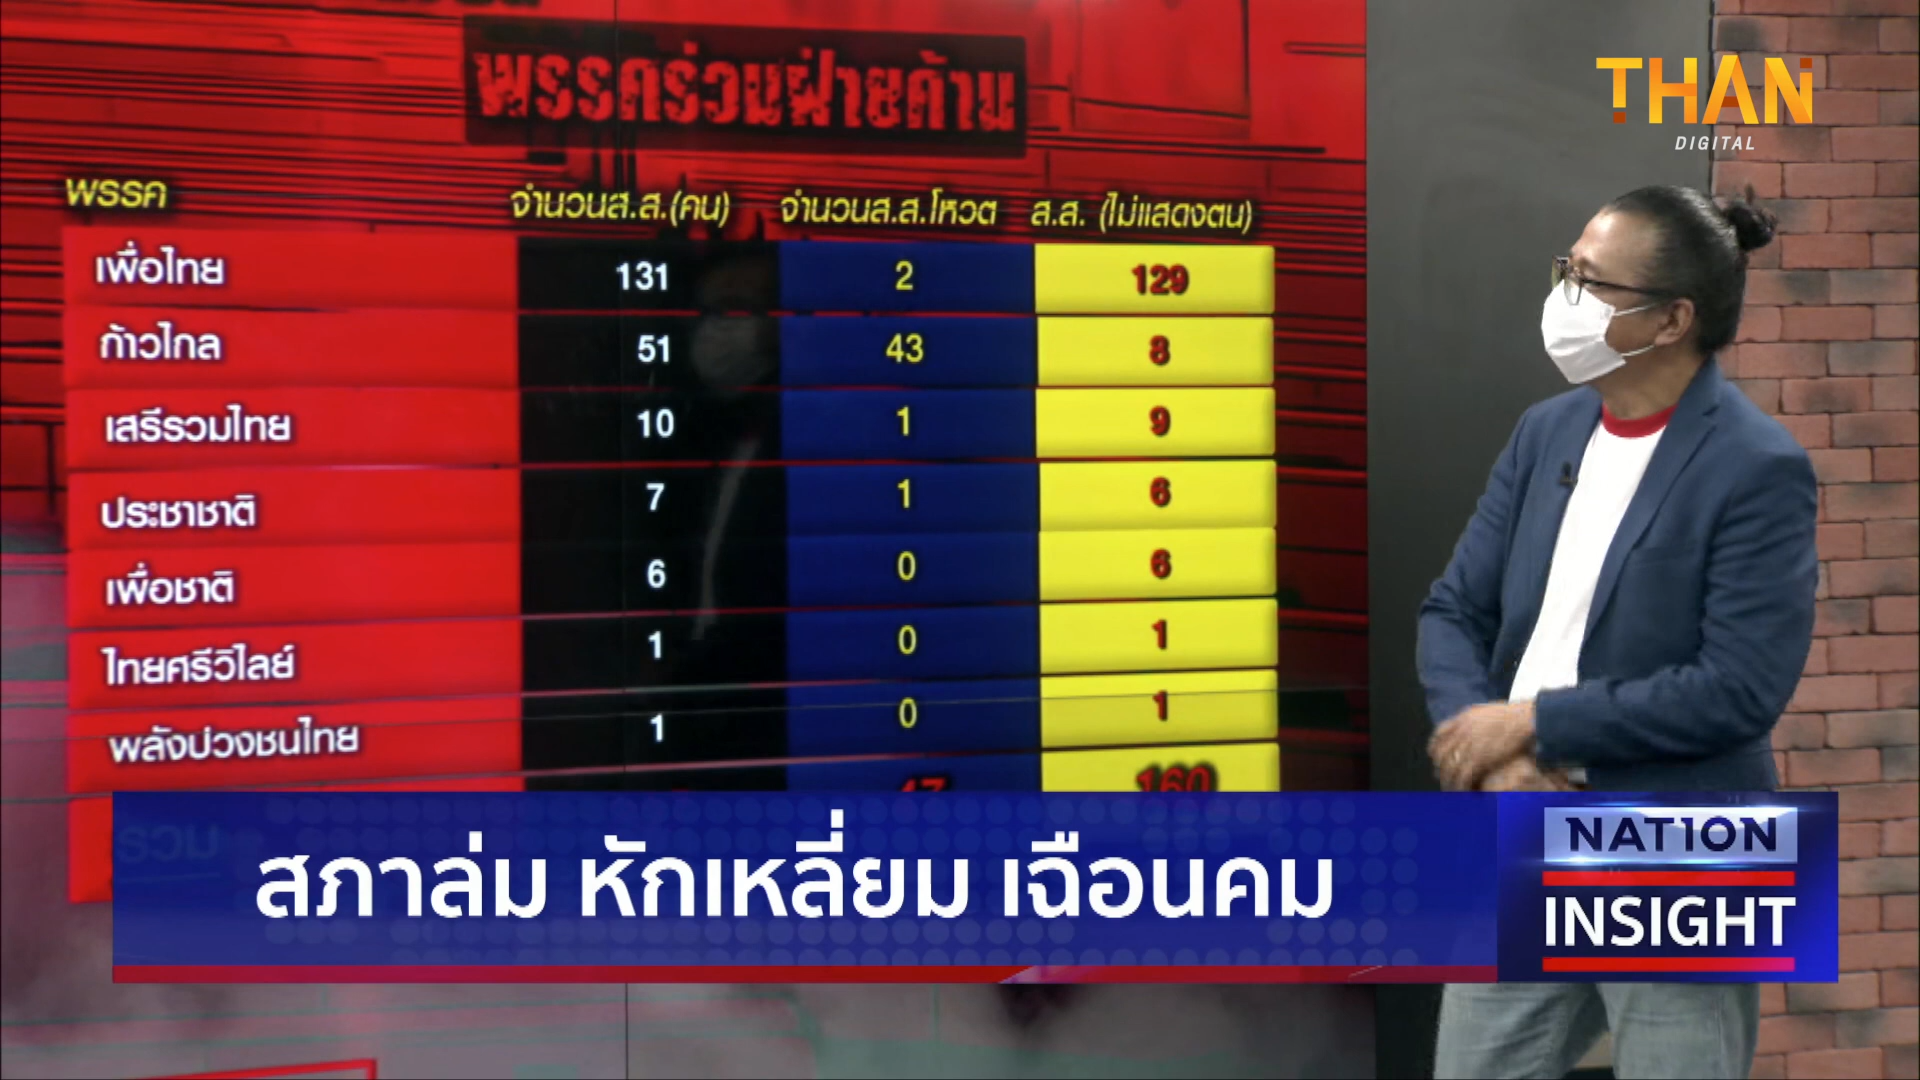 พรรคร่วมฝ่ายค้าน
THAN
DIGITAL
พรรค จำนวนส.ส.(คน) จำนวนส.ส.โหวต ส.ส. (ไม่แสดงตน)
เพื่อไทย 131 2 129
ก้าวไกล 51 43 8
เสรีรวมไทย 10 1 9
ประชาชาติ 7 1 6
เพื่อชาติ 6 0 6
ไทยศรีวิไลย์ 1 0 1
พลังปวงชนไทย 1 0 1
รวม 47 160
สภาล่ม หักเหลี่ยม เฉือนคม
NATION
INSIGHT